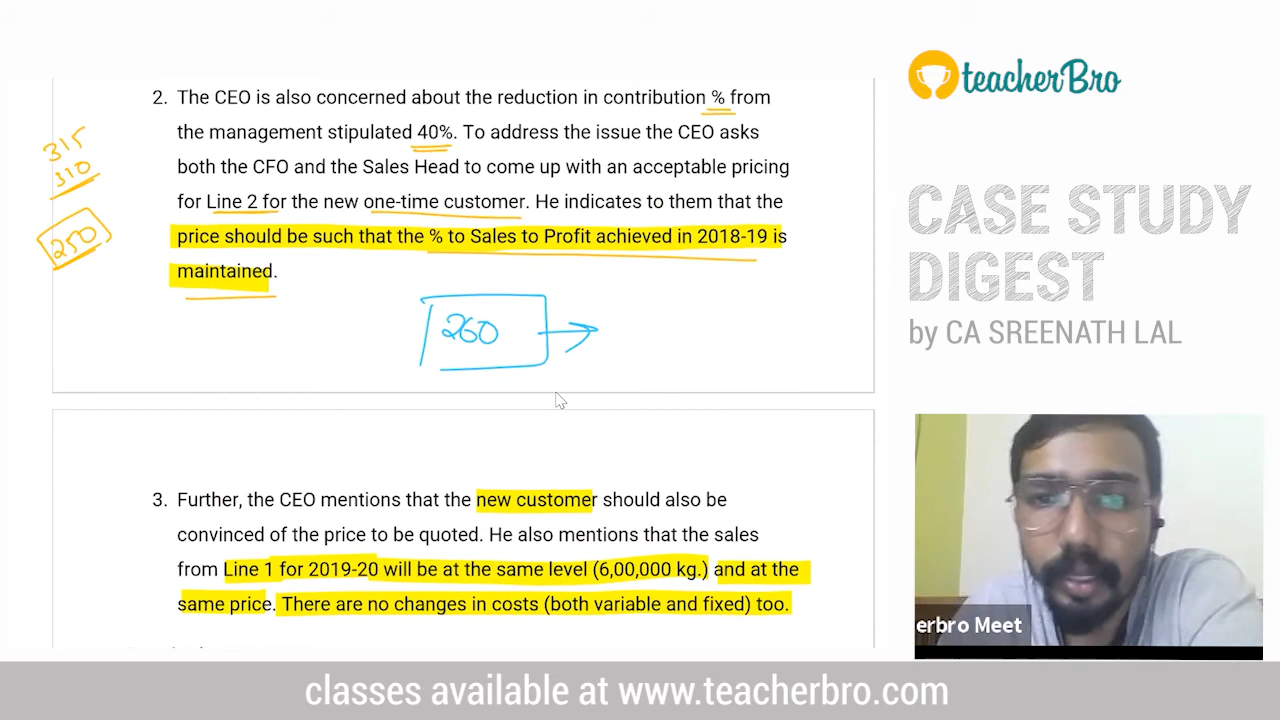 teacherBro
2. The CEO is also concerned about the reduction in contribution % from
the management stipulated 40%. To address the issue the CEO asks
both the CFO and the Sales Head to come up with an acceptable pricing
for Line 2 for the new one-time customer. He indicates to them that the
price should be such that the % to Sales to Profit achieved in 2018-19 is
maintained.
315
310
250
260
3. Further, the CEO mentions that the new customer should also be
convinced of the price to be quoted. He also mentions that the sales
from Line 1 for 2019-20 will be at the same level (6,00,000 kg.) and at the
same price. There are no changes in costs (both variable and fixed) too.
CASE STUDY
DIGEST
by CA SREENATH LAL
erbro Meet
classes available at www.teacherbro.com